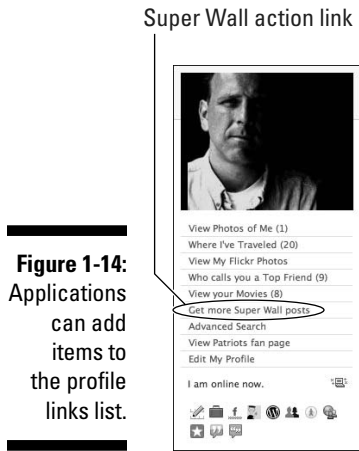 Super Wall action link
Figure 1-14:
Applications
can add
items to
the profile
links list.
View Photos of Me (1)
Where I've Traveled (20)
View My Flickr Photos
Who calls you a Top Friend (9)
View your Movies (8)
Get more Super Wall posts
Advanced Search
View Patriots fan page
Edit My Profile
I am online now.